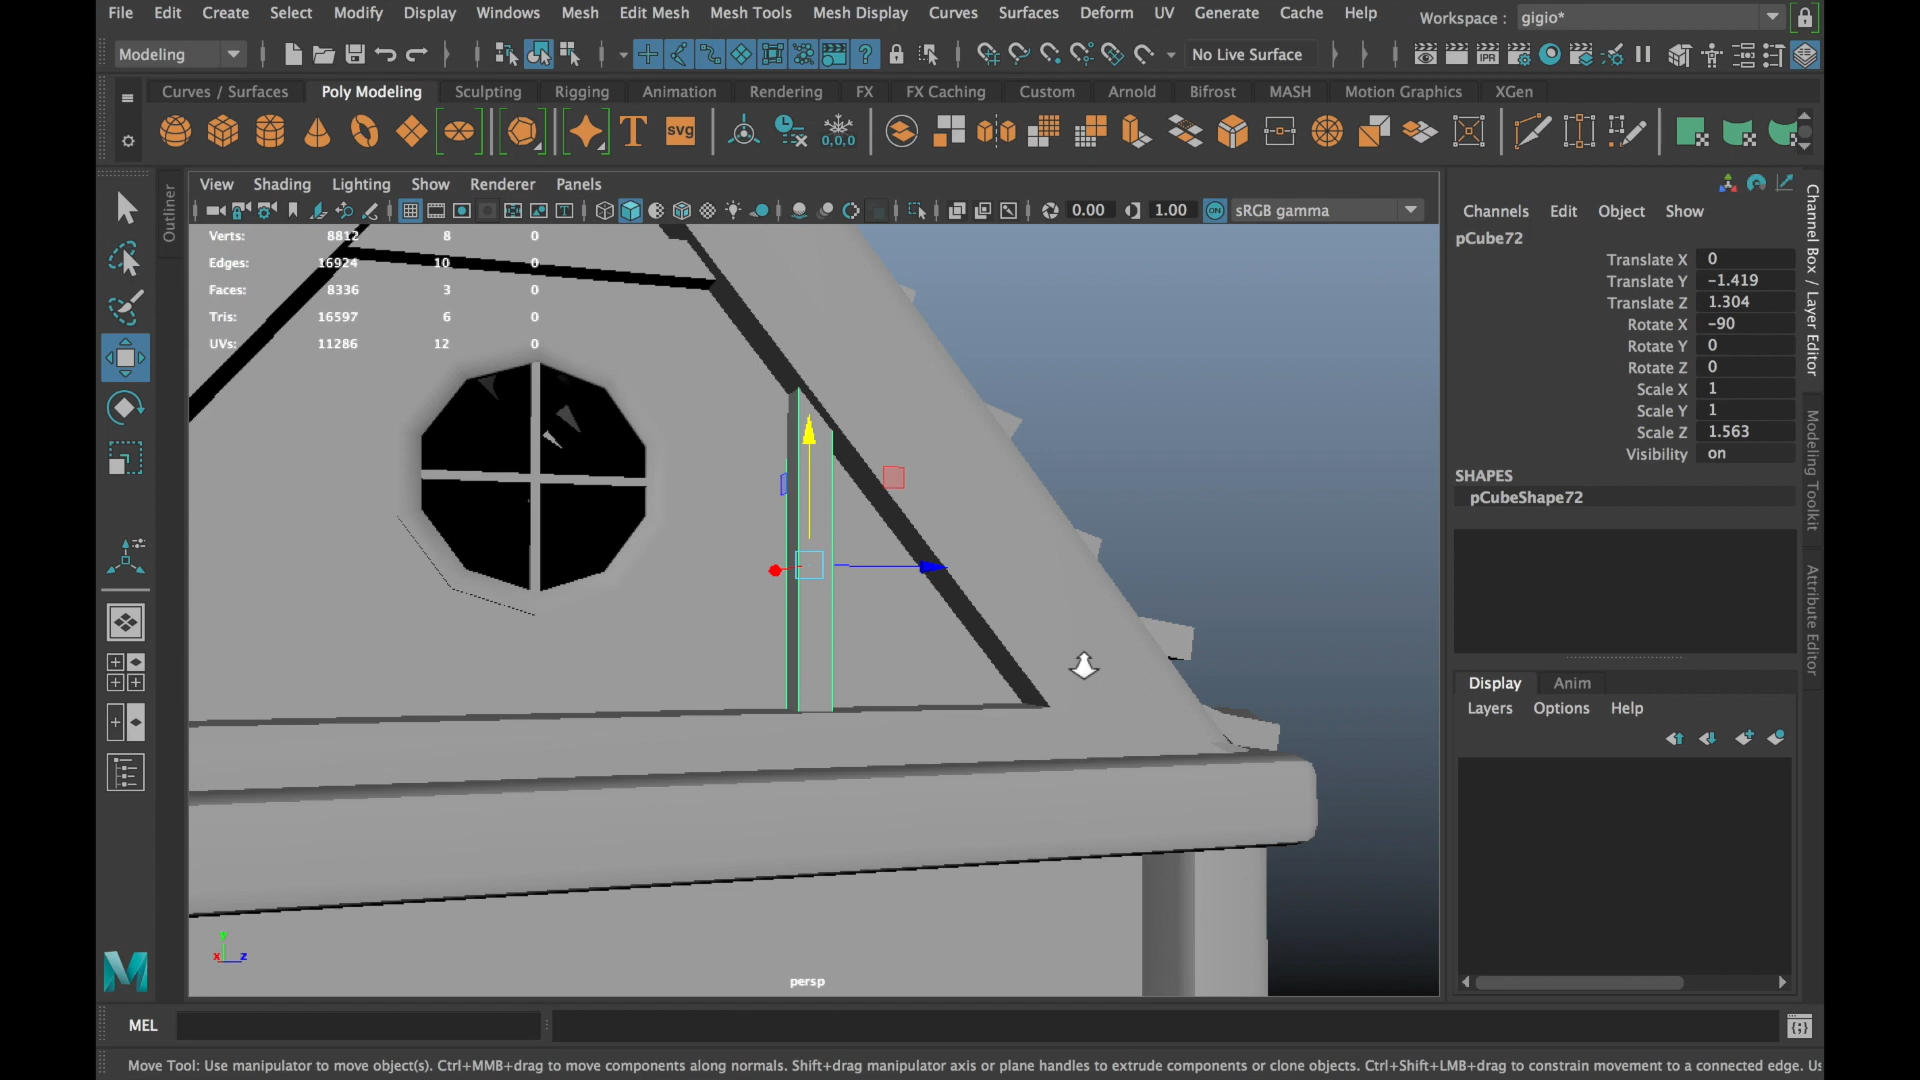 File Edit Create Select Modify Display Windows Mesh Edit Mesh Mesh Tools Mesh Display Curves Surfaces Deform UV Generate Cache Help Workspace : gigio*
Modeling No Live Surface IPR
Curves / Surfaces Poly Modeling Sculpting Rigging Animation Rendering FX FX Caching Custom Arnold Bifrost MASH Motion Graphics XGen
T svg 0,0,0
Outliner
View Shading Lighting Show Renderer Panels
0.00 1.00 ON sRGB gamma
Verts: 8812 8 0
Edges: 16924 10 0
Faces: 8336 3 0
Tris: 16597 6 0
UVs: 11286 12 0
y
x z
persp
Channels Edit Object Show
pCube72
Translate X 0
Translate Y -1.419
Translate Z 1.304
Rotate X -90
Rotate Y 0
Rotate Z 0
Scale X 1
Scale Y 1
Scale Z 1.563
Visibility on
SHAPES
pCubeShape72
Display Anim
Layers Options Help
Channel Box / Layer Editor
Modeling Toolkit
Attribute Editor
M
MEL
Move Tool: Use manipulator to move object(s). Ctrl+MMB+drag to move components along normals. Shift+drag manipulator axis or plane handles to extrude components or clone objects. Ctrl+Shift+LMB+drag to constrain movement to a connected edge. Us